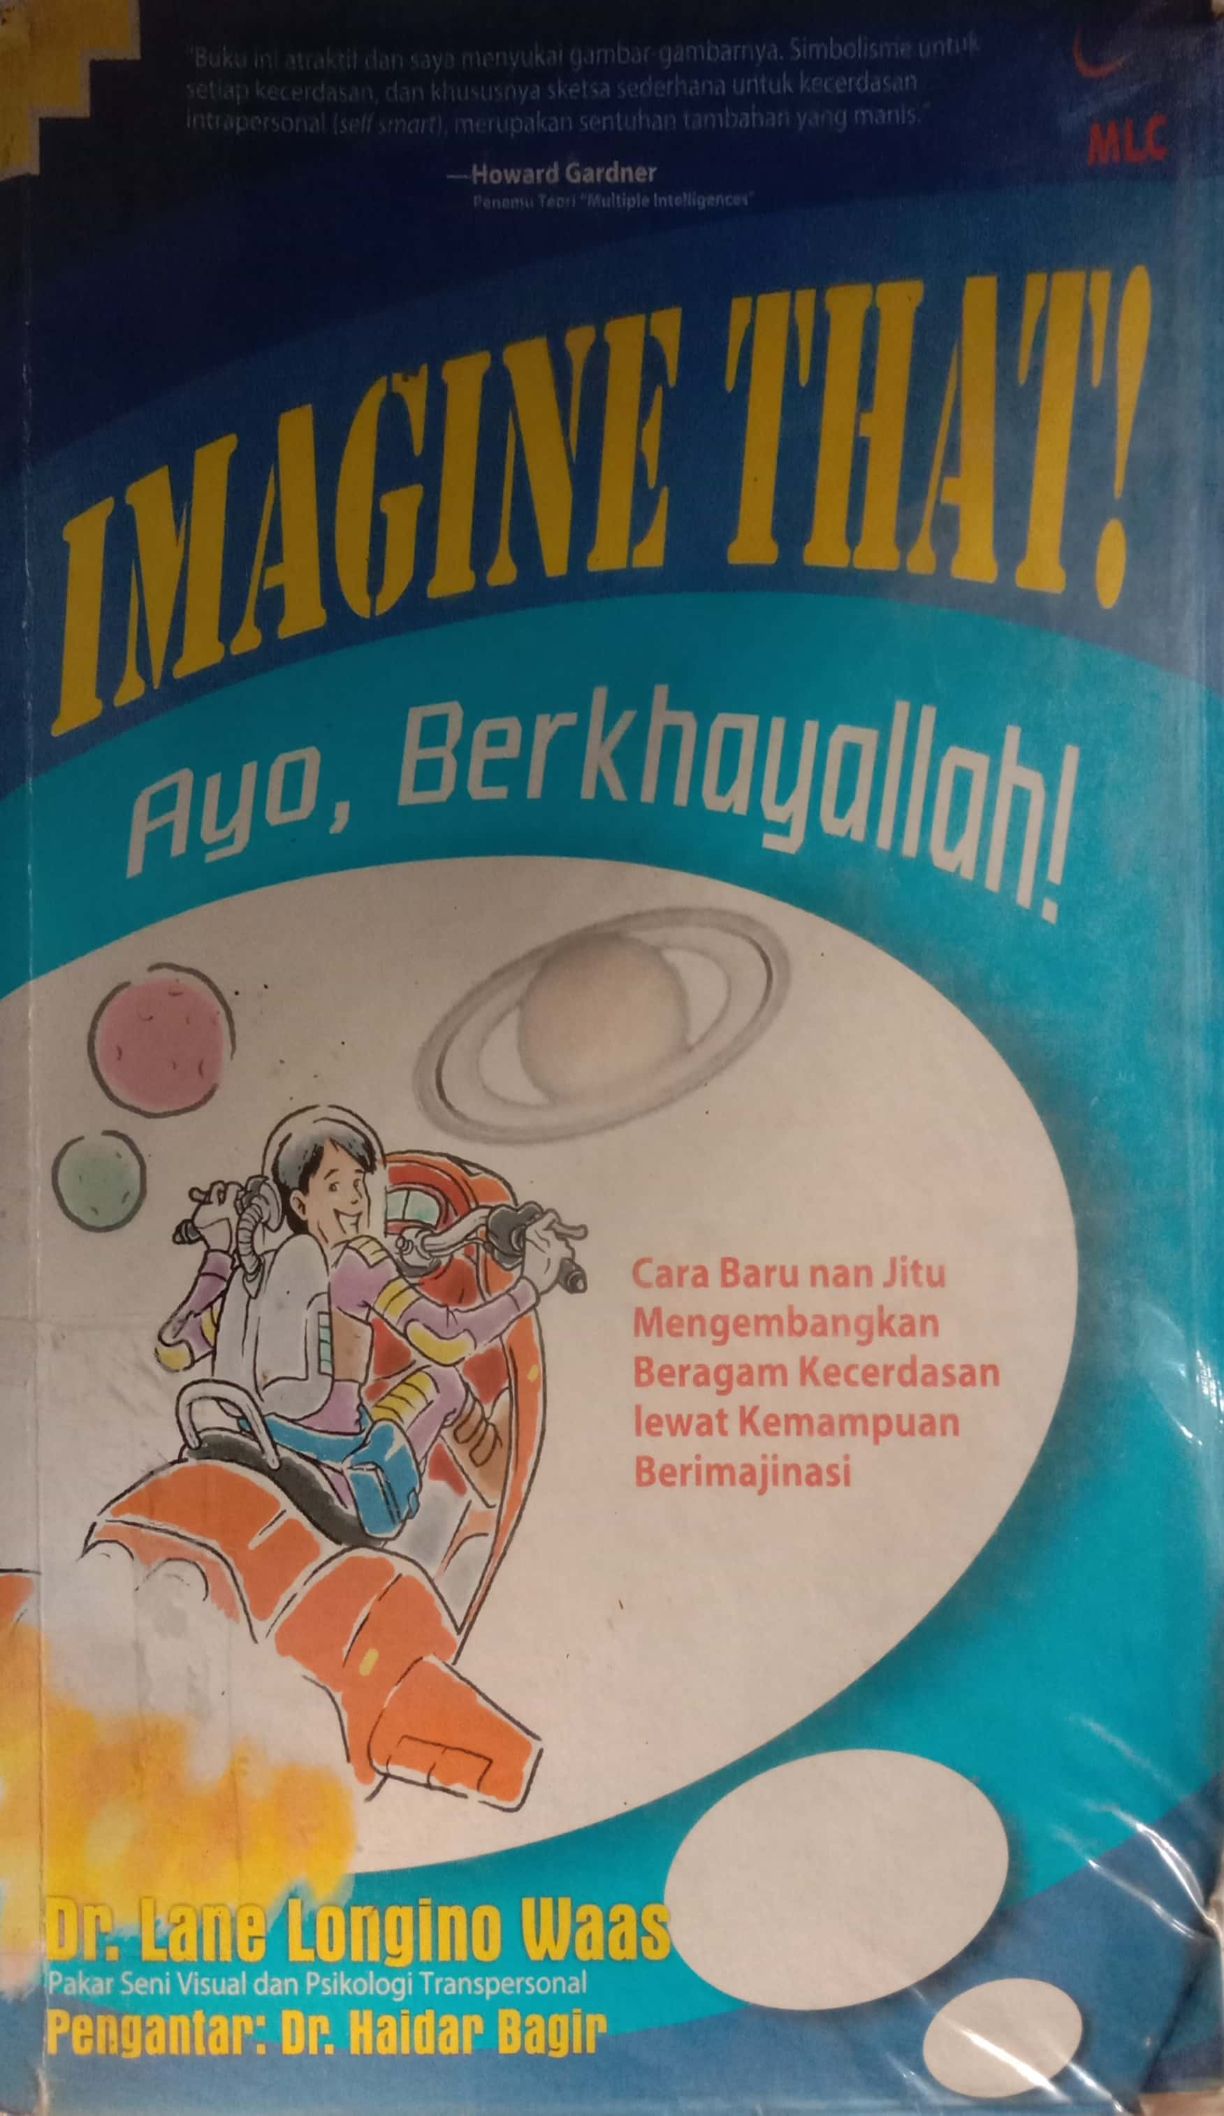 "Buku ini atraktif dan saya menyukai gambar-gambarnya. Simbolisme untuk
setiap kecerdasan, dan khususnya sketsa sederhana untuk kecerdasan
intrapersonal (self smart), merupakan sentuhan tambahan yang manis."
—Howard Gardner
Penemu Teori "Multiple Intelligences"
MLC
IMAGINE THAT!
Ayo, Berkhayallah!
Cara Baru nan Jitu
Mengembangkan
Beragam Kecerdasan
lewat Kemampuan
Berimajinasi
Dr. Lane Longino Waas
Pakar Seni Visual dan Psikologi Transpersonal
Pengantar: Dr. Haidar Bagir